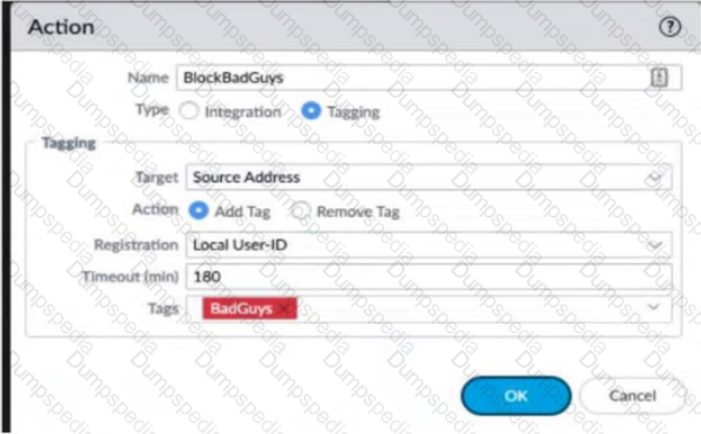 Action
Name BlockBadGuys
Type Integration Tagging
Tagging
Target Source Address
Action Add Tag Remove Tag
Registration Local User-ID
Timeout (min) 180
Tags BadGuys ×
OK Cancel
Dumpspedia